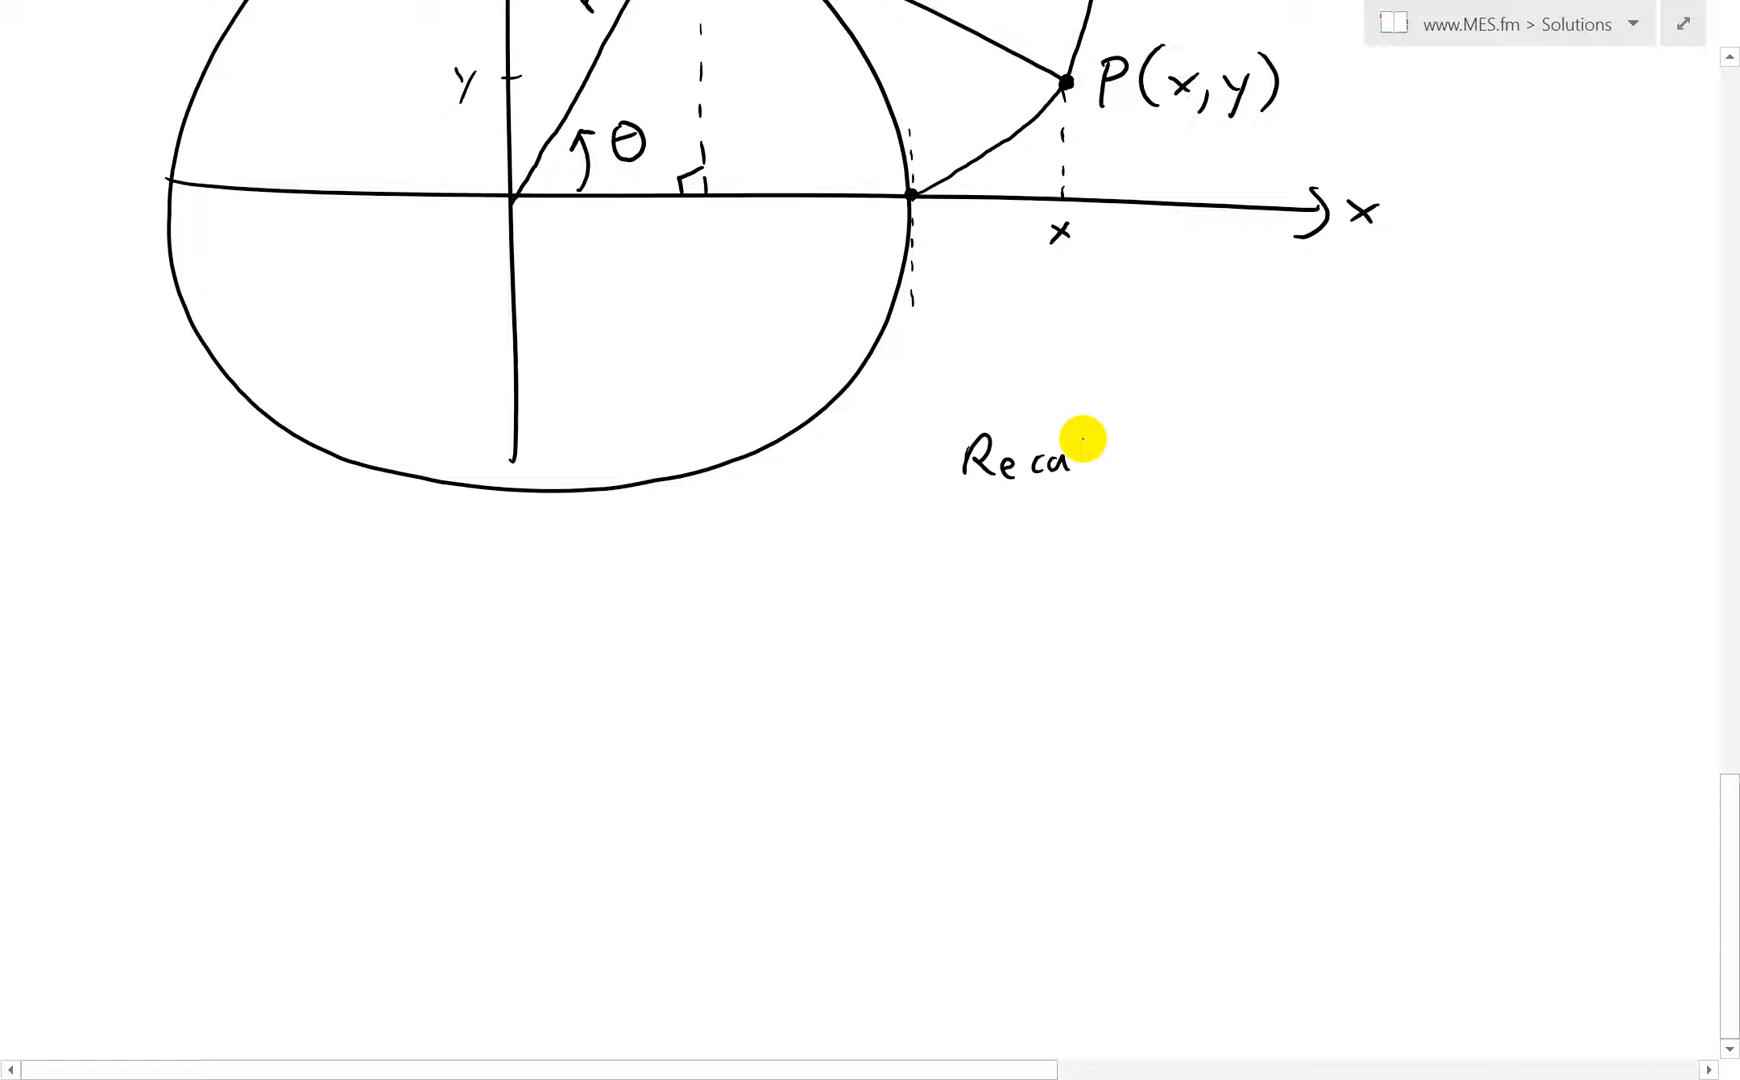 www.MES.fm > Solutions
P(x,y)
y
θ
x
x
Reca